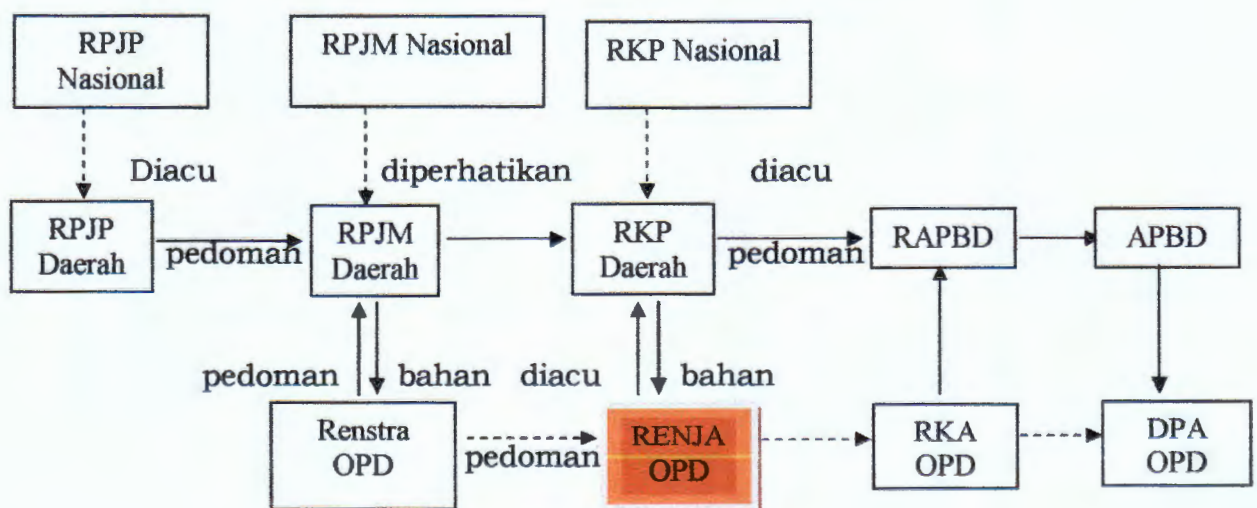 RPJP
Nasional
RPJM Nasional
RKP Nasional
Diacu
diperhatikan
diacu
RPJP
Daerah
pedoman
RPJM
Daerah
RKP
Daerah
pedoman
RAPBD
APBD
pedoman
bahan
diacu
bahan
Renstra
OPD
pedoman
RENJA
OPD
RKA
OPD
DPA
OPD